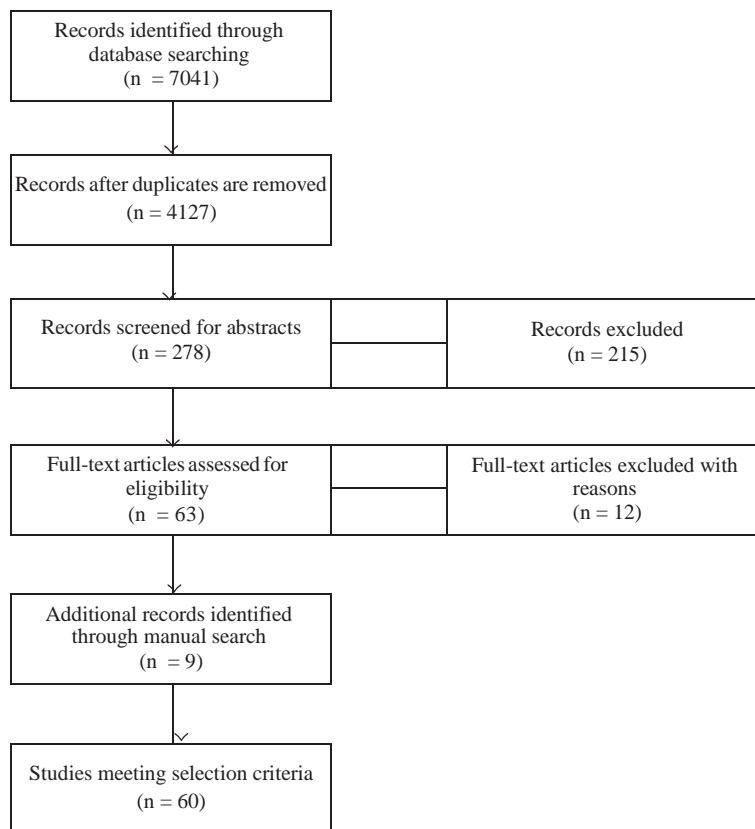 Records identified through
database searching
(n = 7041)
Records after duplicates are removed
(n = 4127)
Records screened for abstracts
(n = 278)
Records excluded
(n = 215)
Full-text articles assessed for
eligibility
(n = 63)
Full-text articles excluded with
reasons
(n = 12)
Additional records identified
through manual search
(n = 9)
Studies meeting selection criteria
(n = 60)